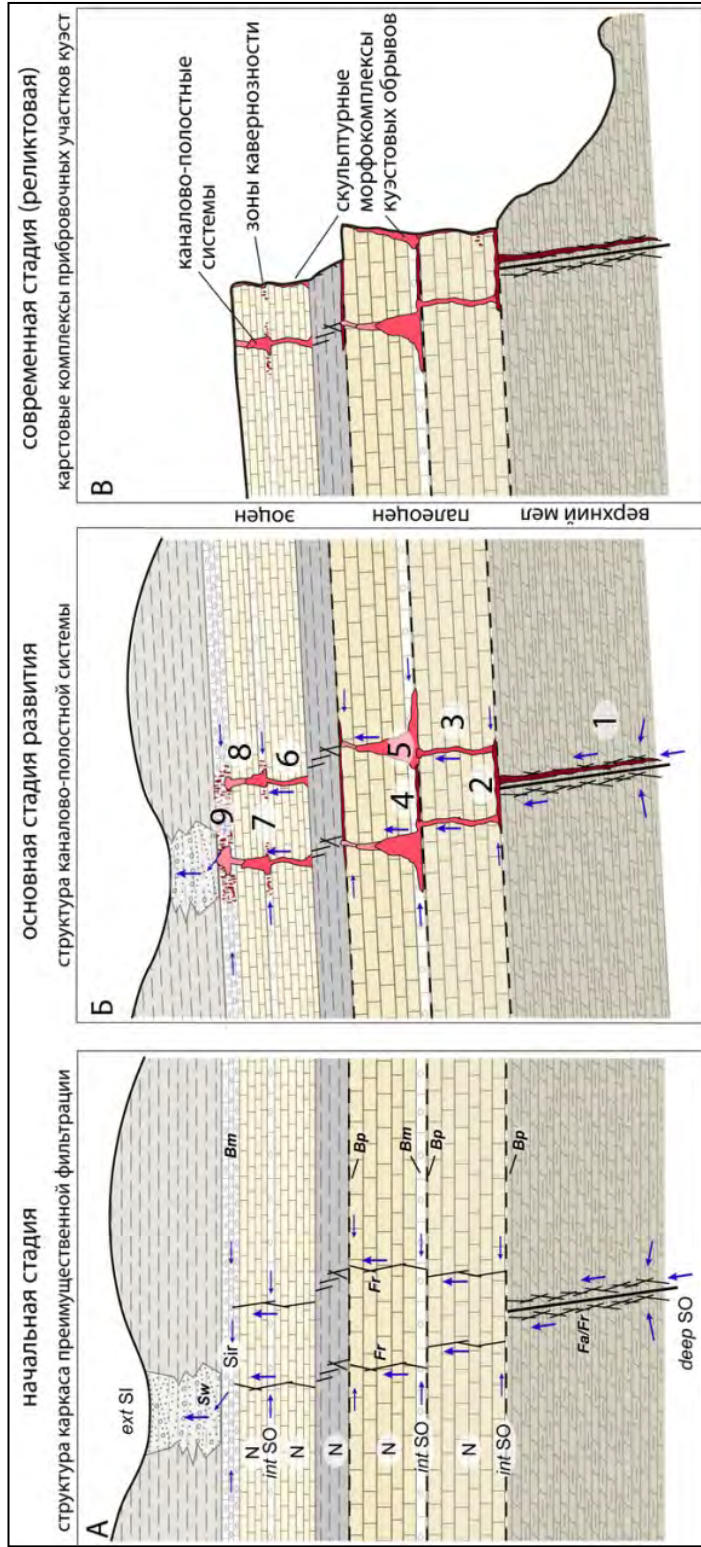 начальная стадия
структура каркаса преимущественной фильтрации
А
ext SI
Sw
Sir
Bm
N
int SO
N
N
Bp
Fr
Fr
N
Bm
int SO
Bp
N
int SO
Bp
Fa/Fr
deep SO
основная стадия развития
структура каналово-полостной системы
Б
9
8
7
6
5
4
3
2
1
эоцен
палеоцен
верхний мел
современная стадия (реликтовая)
карстовые комплексы прибровочных участков куэст
В
каналово-полостные
системы
зоны кавернозности
скульптурные
морфокомплексы
куэстовых обрывов